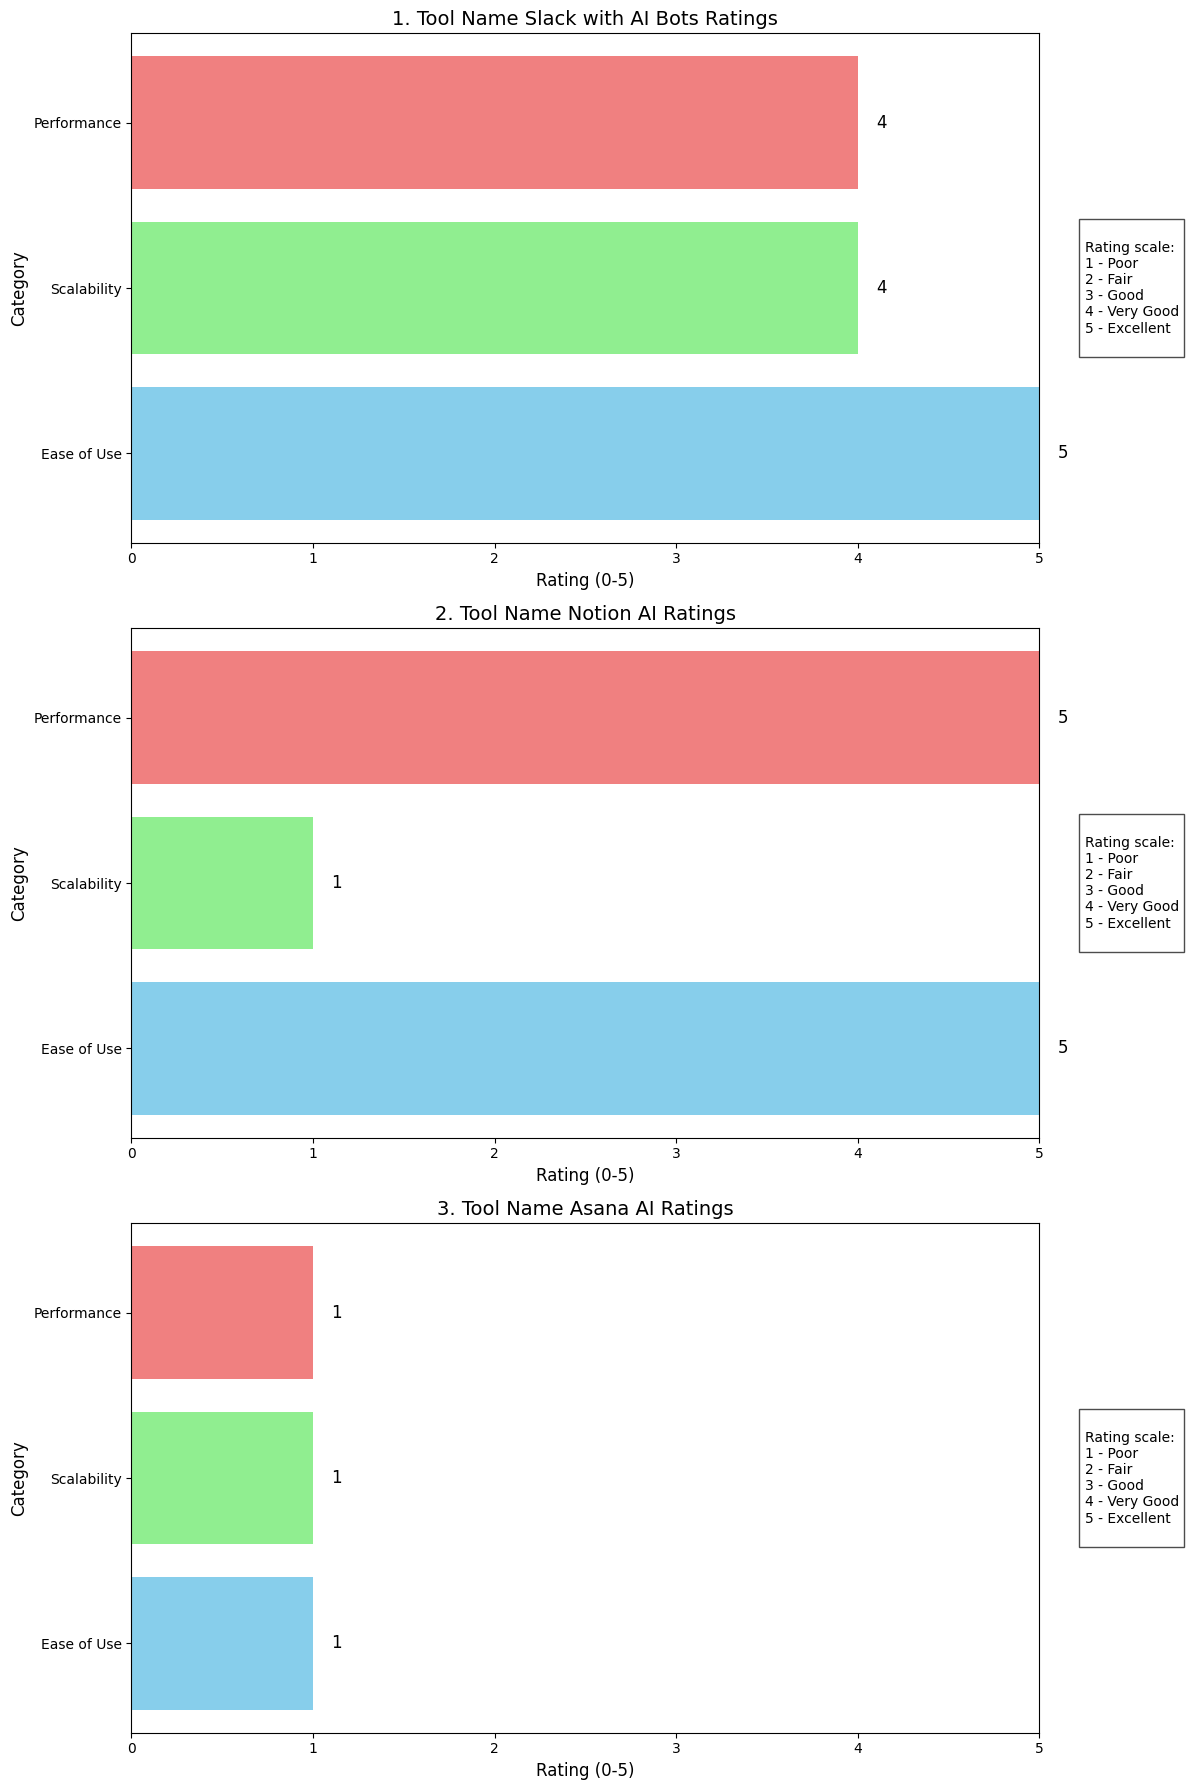 1. Tool Name Slack with AI Bots Ratings
Performance
4
Scalability
4
Ease of Use
5
Category
0 1 2 3 4 5
Rating (0-5)
Rating scale:
1 - Poor
2 - Fair
3 - Good
4 - Very Good
5 - Excellent
2. Tool Name Notion AI Ratings
Performance
5
Scalability
1
Ease of Use
5
Category
0 1 2 3 4 5
Rating (0-5)
Rating scale:
1 - Poor
2 - Fair
3 - Good
4 - Very Good
5 - Excellent
3. Tool Name Asana AI Ratings
Performance
1
Scalability
1
Ease of Use
1
Category
0 1 2 3 4 5
Rating (0-5)
Rating scale:
1 - Poor
2 - Fair
3 - Good
4 - Very Good
5 - Excellent